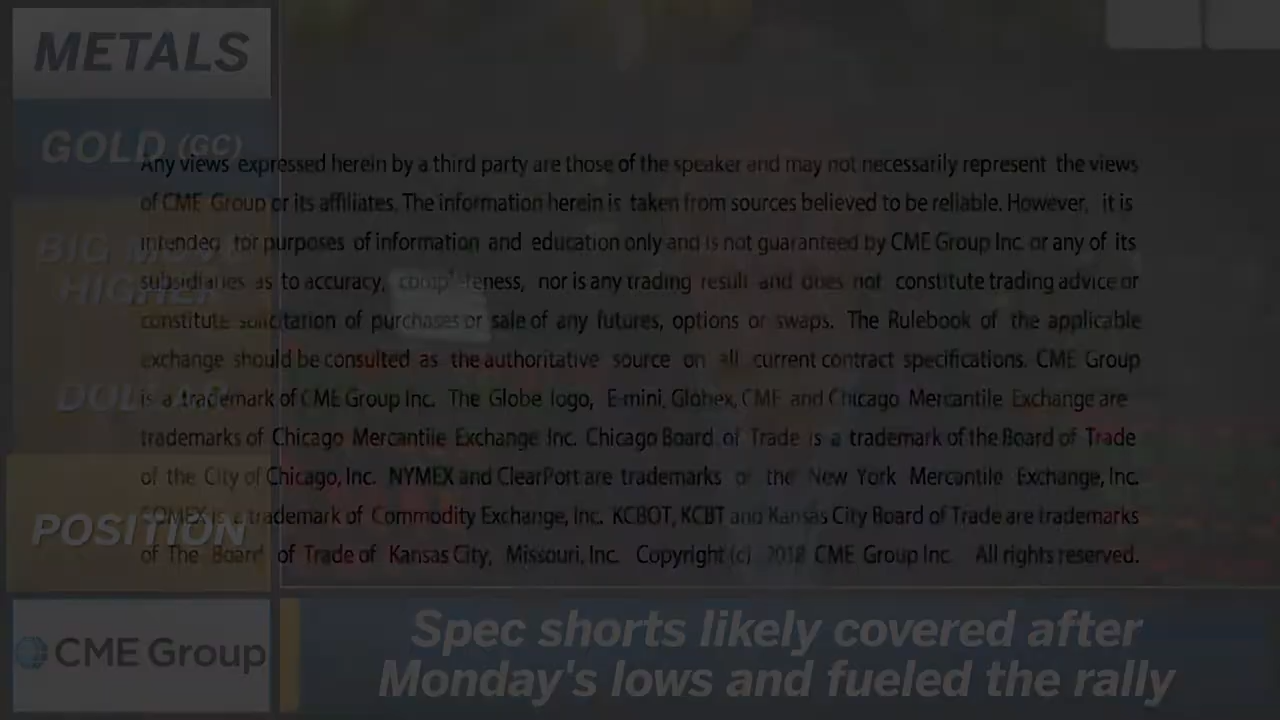 METALS
GOLD (GC)
BIG MOVE
HIGHER
DOLLAR
POSITION
CME Group
Any views expressed herein by a third party are those of the speaker and may not necessarily represent the views
of CME Group or its affiliates. The information herein is taken from sources believed to be reliable. However, it is
intended for purposes of information and education only and is not guaranteed by CME Group Inc. or any of its
subsidiaries as to accuracy, completeness, nor is any trading result and does not constitute trading advice or
constitute solicitation of purchases or sale of any futures, options or swaps. The Rulebook of the applicable
exchange should be consulted as the authoritative source on all current contract specifications. CME Group
is a trademark of CME Group Inc. The Globe logo, E-mini, Globex, CME and Chicago Mercantile Exchange are
trademarks of Chicago Mercantile Exchange Inc. Chicago Board of Trade is a trademark of the Board of Trade
of the City of Chicago, Inc. NYMEX and ClearPort are trademarks of the New York Mercantile Exchange, Inc.
COMEX is a trademark of Commodity Exchange, Inc. KCBOT, KCBT and Kansas City Board of Trade are trademarks
of The Board of Trade of Kansas City, Missouri, Inc. Copyright (c) 2018 CME Group Inc. All rights reserved.
Spec shorts likely covered after
Monday's lows and fueled the rally